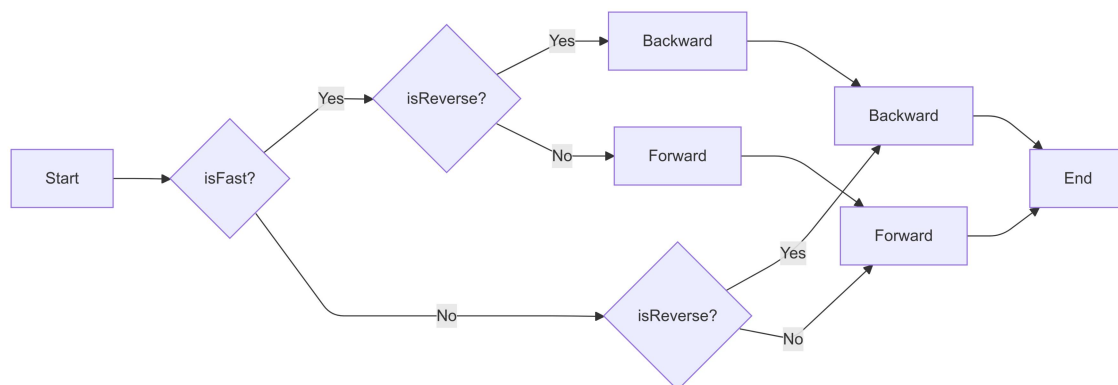 Start
isFast?
Yes
No
isReverse?
Yes
No
Backward
Forward
isReverse?
Yes
No
Backward
Forward
End